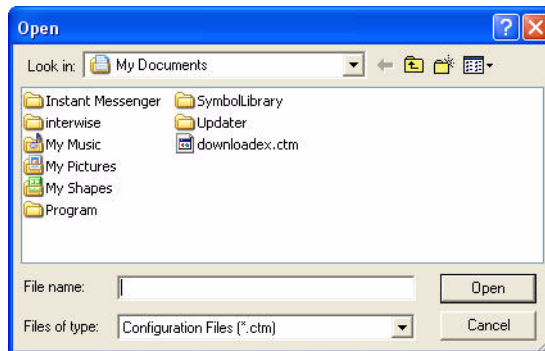 Open
Look in: My Documents
Instant Messenger
interwise
My Music
My Pictures
My Shapes
Program
SymbolLibrary
Updater
downloadex.ctm
File name:
Open
Files of type: Configuration Files (*.ctm)
Cancel